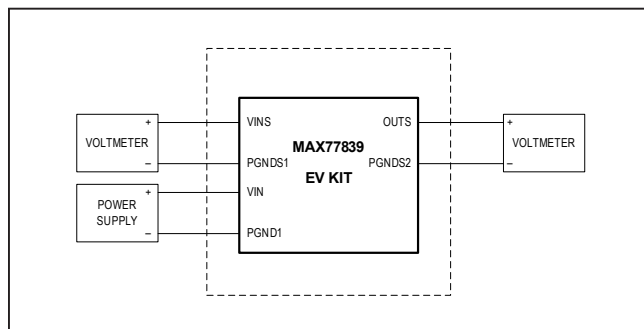 +
VINS
OUTS
+
VOLTMETER
MAX77839
VOLTMETER
–
PGNDS1
PGNDS2
–
EV KIT
+
VIN
POWER
SUPPLY
–
PGND1